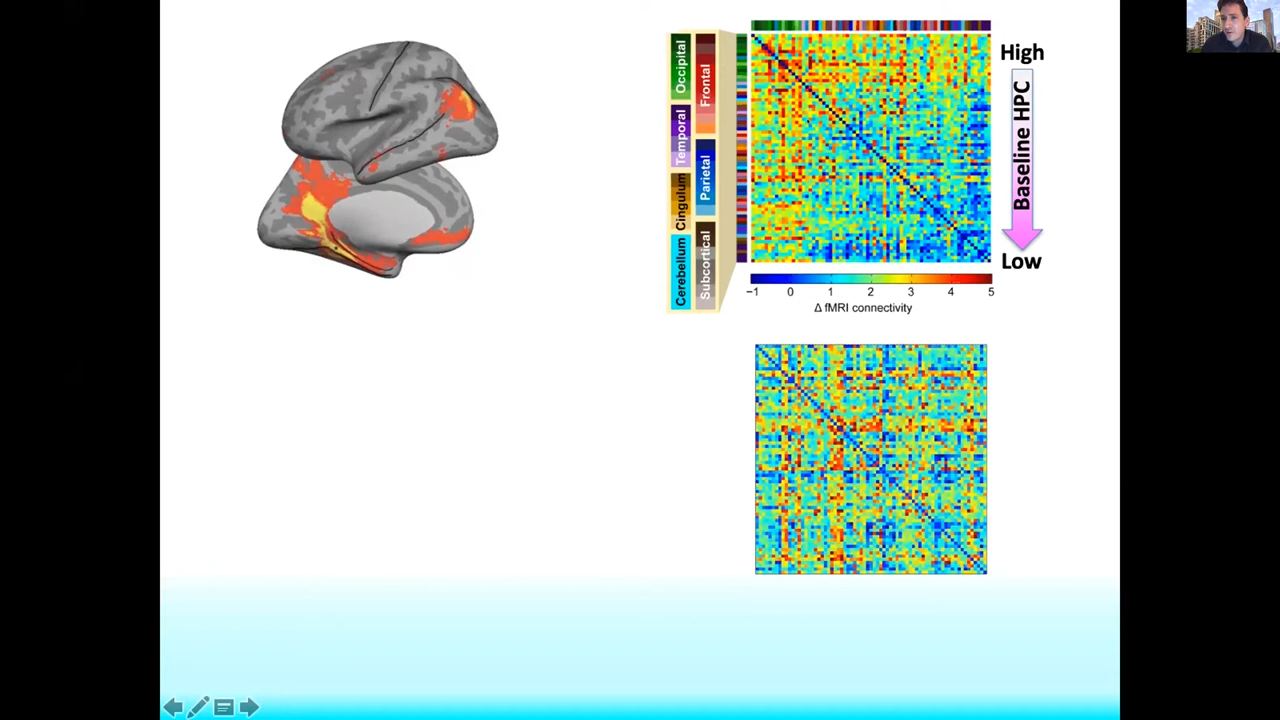 Occipital
Frontal
Temporal
Parietal
Cingulum
Cerebellum
Subcortical
High
Baseline HPC
Low
−1 0 1 2 3 4 5
Δ fMRI connectivity